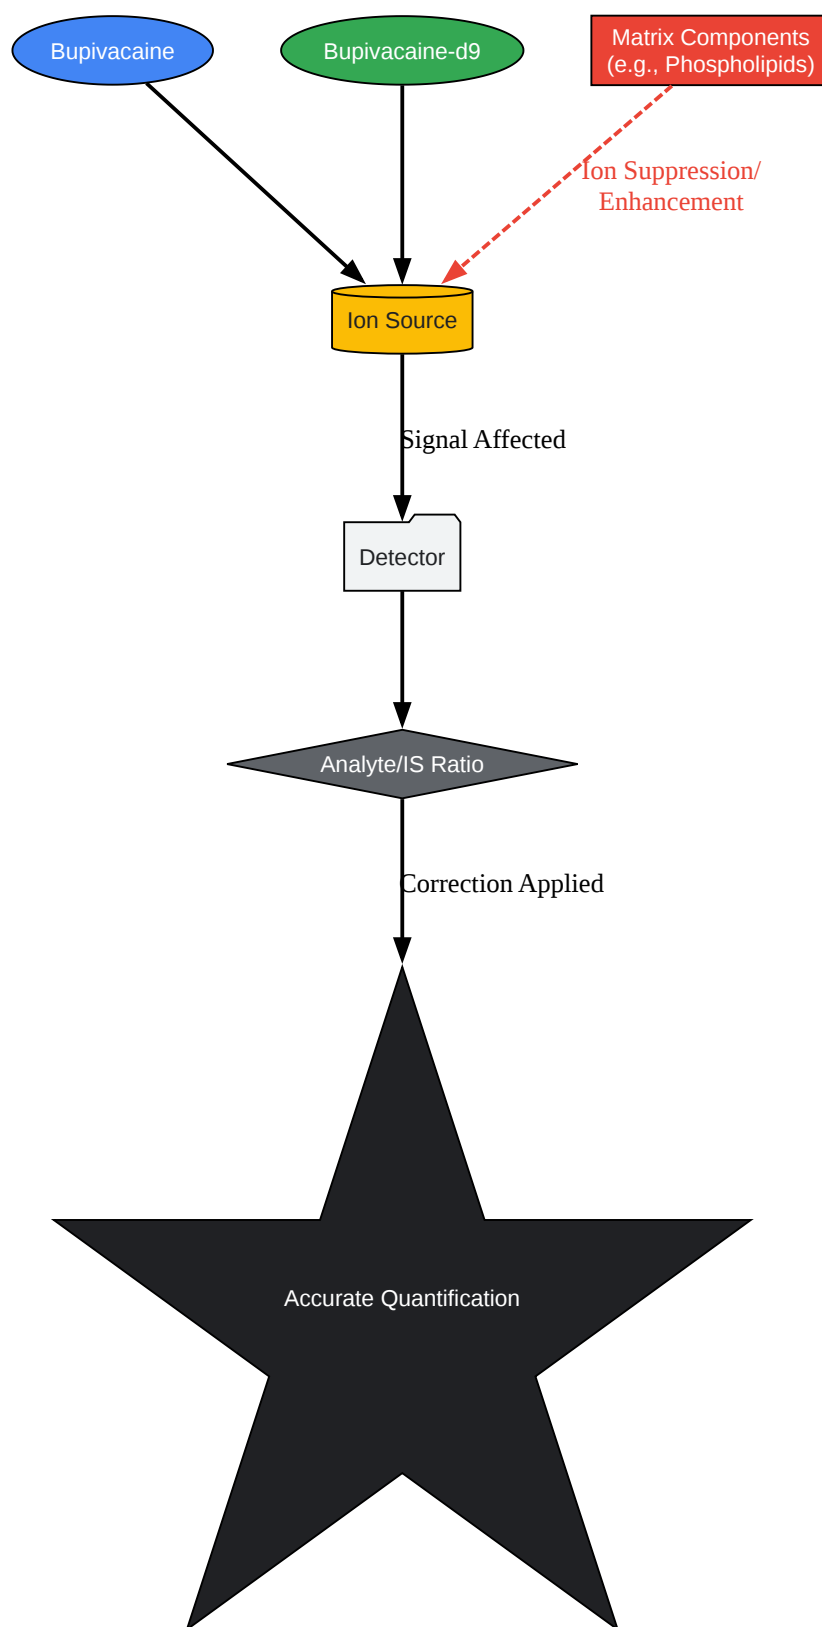 Bupivacaine
Bupivacaine-d9
Matrix Components
(e.g., Phospholipids)
Ion Suppression/
Enhancement
Ion Source
Signal Affected
Detector
Analyte/IS Ratio
Correction Applied
Accurate Quantification